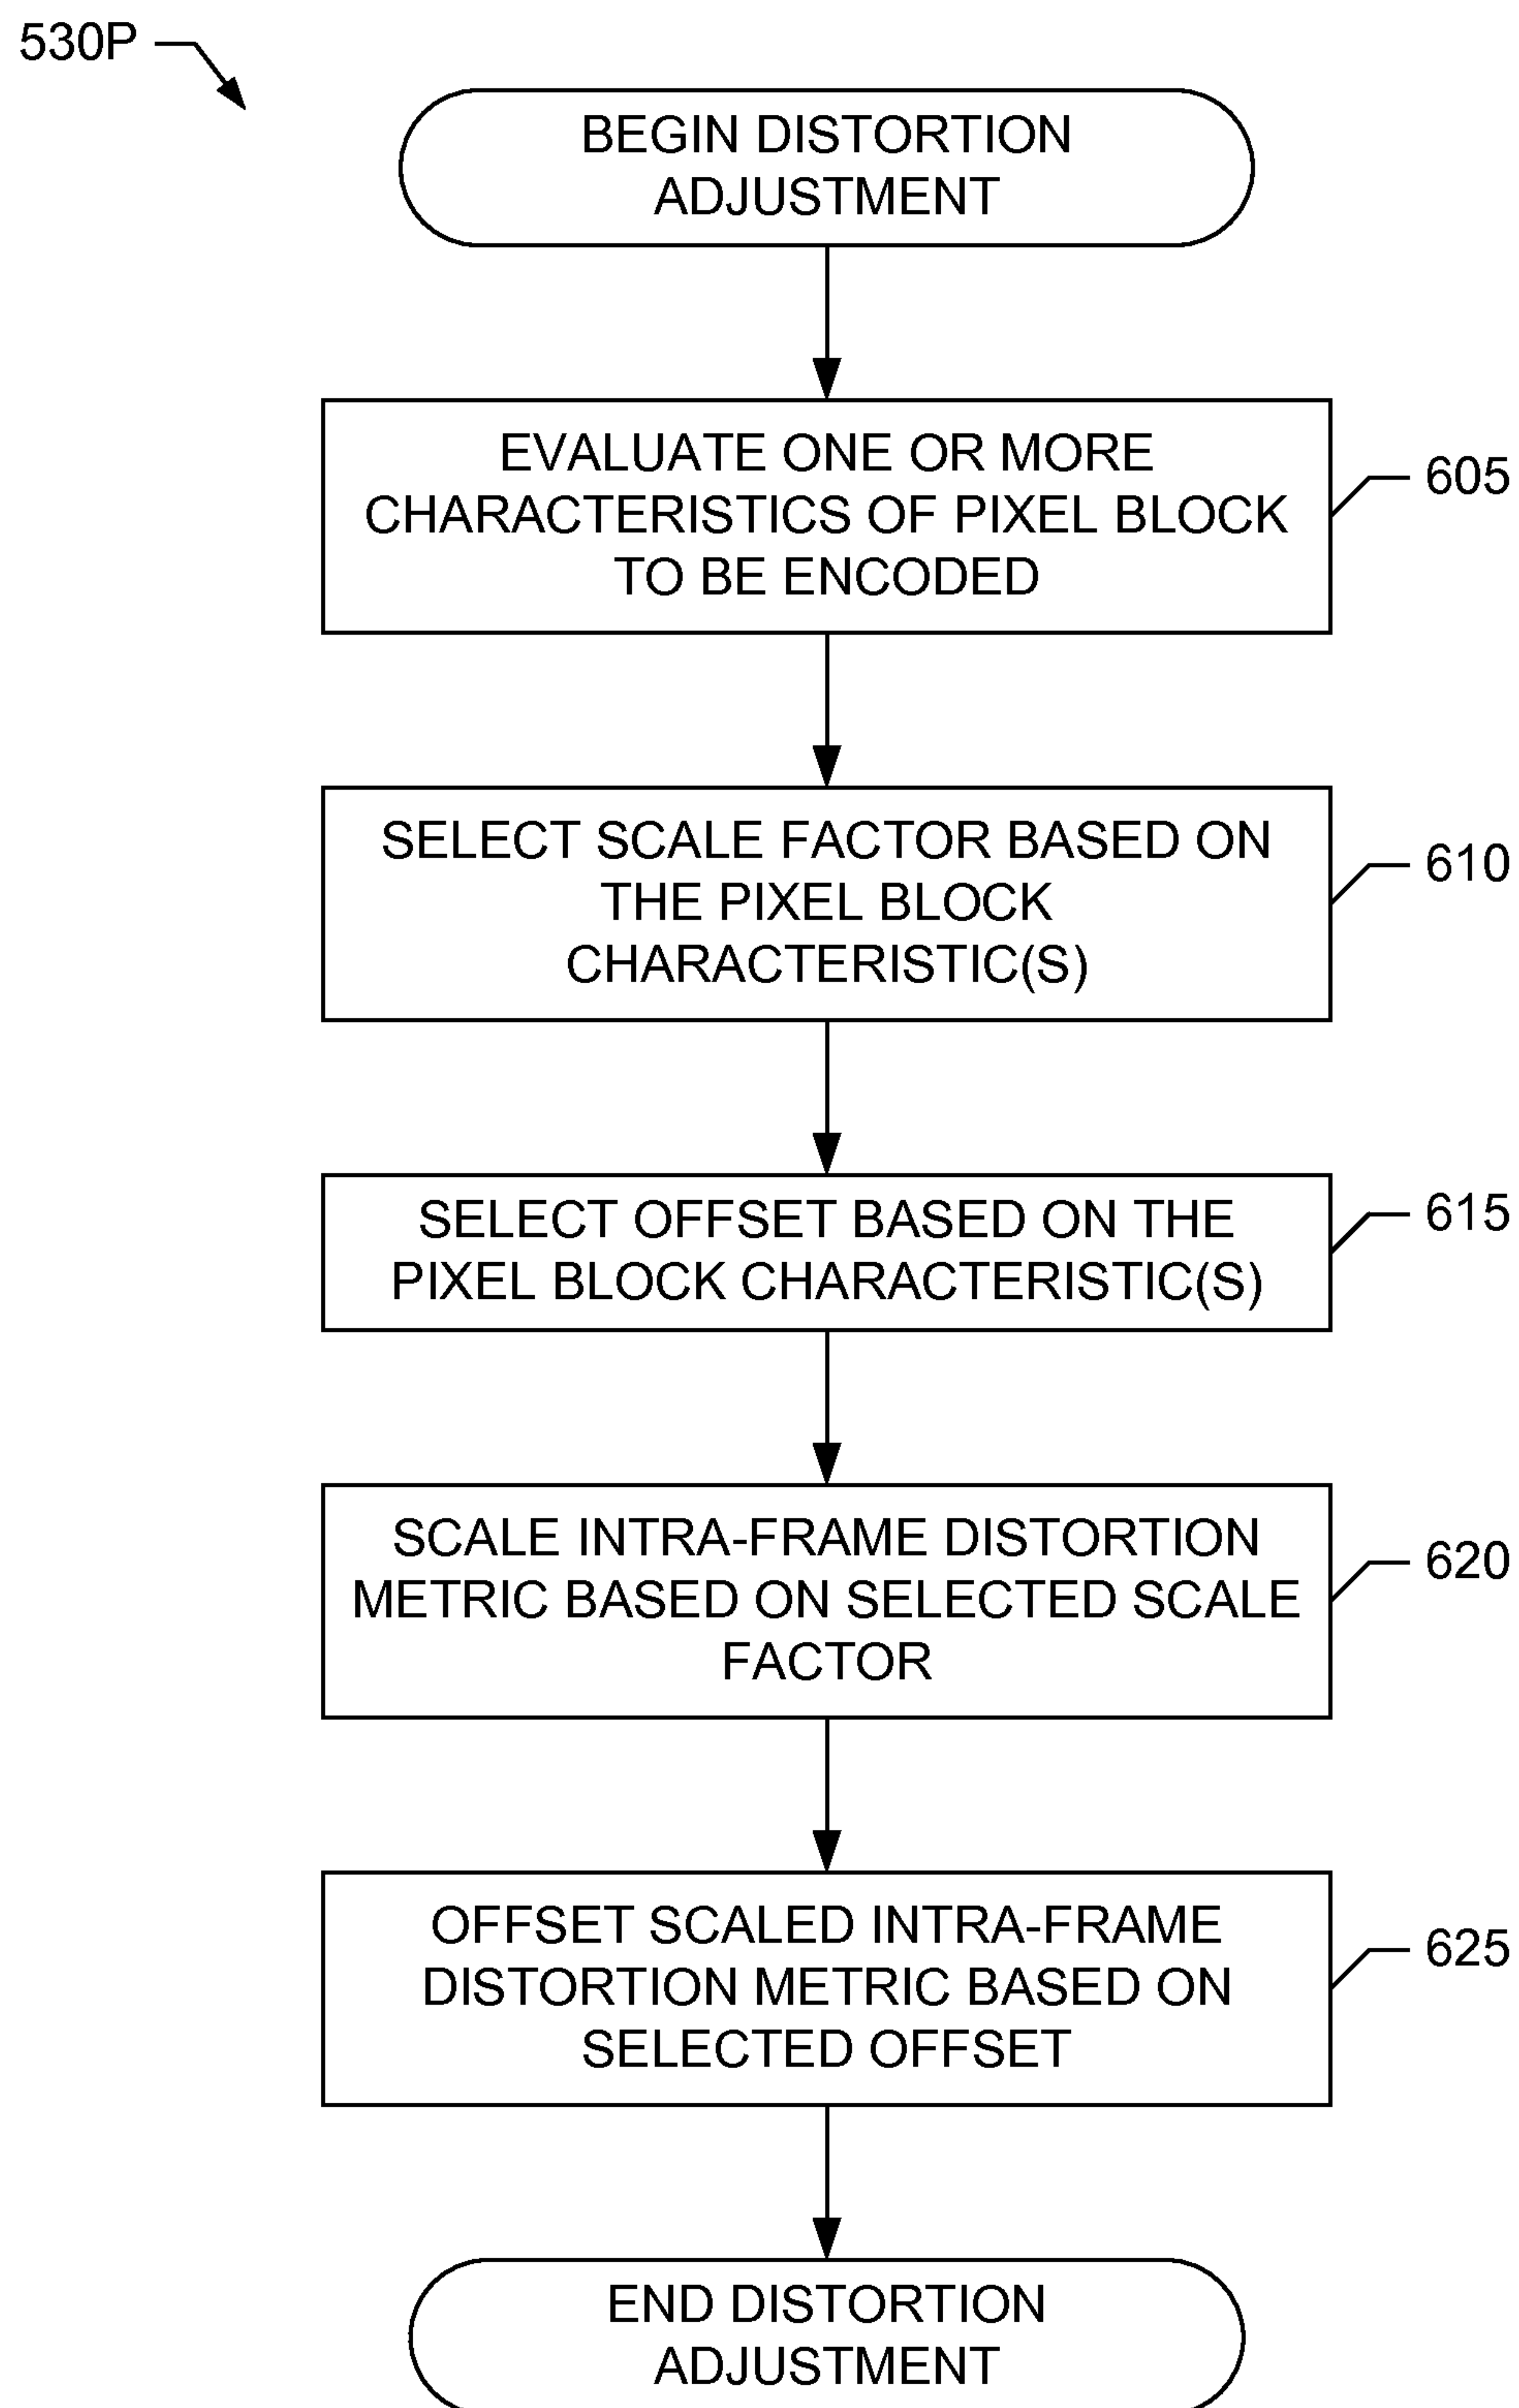 530P
BEGIN DISTORTION
ADJUSTMENT
EVALUATE ONE OR MORE
CHARACTERISTICS OF PIXEL BLOCK
TO BE ENCODED
605
SELECT SCALE FACTOR BASED ON
THE PIXEL BLOCK
CHARACTERISTIC(S)
610
SELECT OFFSET BASED ON THE
PIXEL BLOCK CHARACTERISTIC(S)
615
SCALE INTRA-FRAME DISTORTION
METRIC BASED ON SELECTED SCALE
FACTOR
620
OFFSET SCALED INTRA-FRAME
DISTORTION METRIC BASED ON
SELECTED OFFSET
625
END DISTORTION
ADJUSTMENT